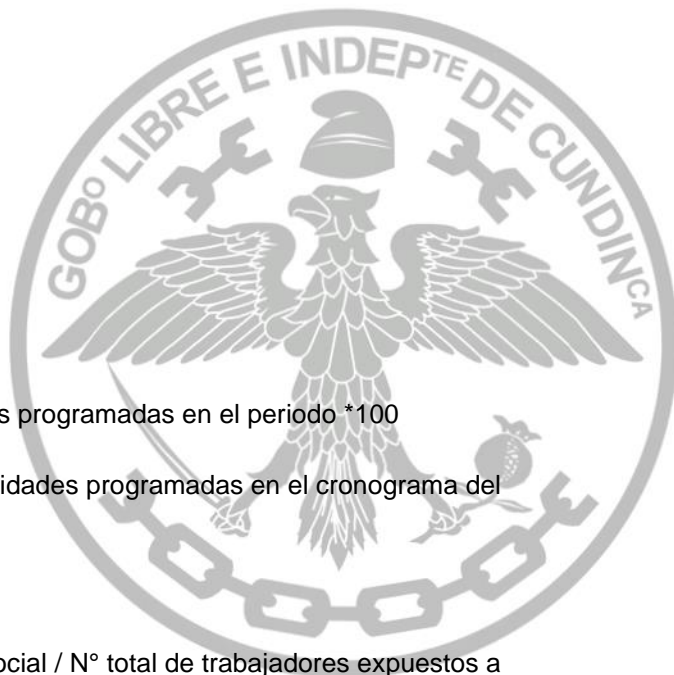 GOBº LIBRE E INDEPTE DE CUNDINCA
s programadas en el periodo *100
idades programadas en el cronograma del
ocial / N° total de trabajadores expuestos a